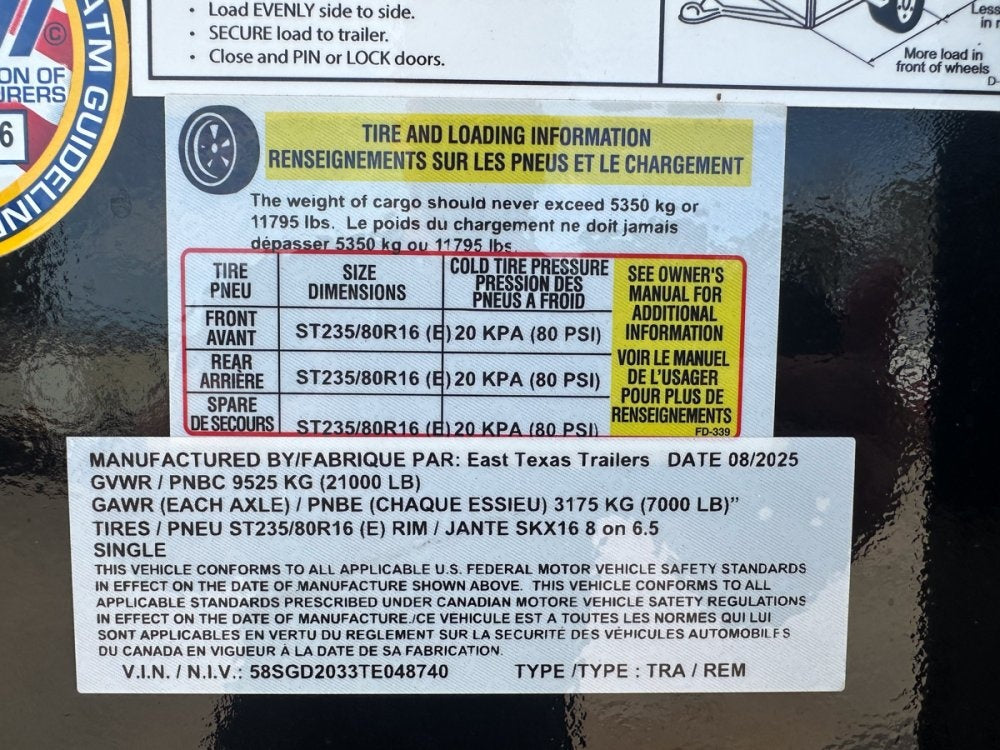 • Load EVENLY side to side.
• SECURE load to trailer.
• Close and PIN or LOCK doors.
More load in
front of wheels
ATM GUIDELIN
©
ON OF
URERS
6
TIRE AND LOADING INFORMATION
RENSEIGNEMENTS SUR LES PNEUS ET LE CHARGEMENT
The weight of cargo should never exceed 5350 kg or
11795 lbs. Le poids du chargement ne doit jamais
dépasser 5350 kg ou 11795 lbs
TIRE
PNEU
SIZE
DIMENSIONS
COLD TIRE PRESSURE
PRESSION DES
PNEUS A FROID
SEE OWNER'S
MANUAL FOR
ADDITIONAL
INFORMATION
VOIR LE MANUEL
DE L'USAGER
POUR PLUS DE
RENSEIGNEMENTS
FD-339
FRONT
AVANT
ST235/80R16 (E) 20 KPA (80 PSI)
REAR
ARRIÈRE
ST235/80R16 (E) 20 KPA (80 PSI)
SPARE
DE SECOURS
ST235/80R16 (E) 20 KPA (80 PSI)
MANUFACTURED BY/FABRIQUE PAR: East Texas Trailers DATE 08/2025
GVWR / PNBC 9525 KG (21000 LB)
GAWR (EACH AXLE) / PNBE (CHAQUE ESSIEU) 3175 KG (7000 LB)”
TIRES / PNEU ST235/80R16 (E) RIM / JANTE SKX16 8 on 6.5
SINGLE
THIS VEHICLE CONFORMS TO ALL APPLICABLE U.S. FEDERAL MOTOR VEHICLE SAFETY STANDARDS
IN EFFECT ON THE DATE OF MANUFACTURE SHOWN ABOVE. THIS VEHICLE CONFORMS TO ALL
APPLICABLE STANDARDS PRESCRIBED UNDER CANADIAN MOTORE VEHICLE SATETY REGULATIONS
IN EFFECT ON THE DATE OF MANUFACTURE./CE VEHICULE EST A TOUTES LES NORMES QUI LUI
SONT APPLICABLES EN VERTU DU REGLEMENT SUR LA SECURITÉ DES VÉHICULES AUTOMOBILES
DU CANADA EN VIGUEUR À LA DATE DE SA FABRICATION.
V.I.N. / N.I.V.: 58SGD2033TE048740 TYPE /TYPE : TRA / REM